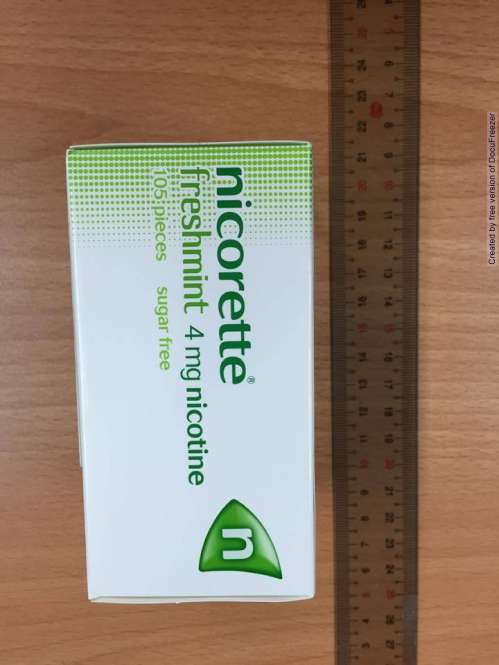 nicorette®
freshmint 4 mg nicotine
105 pieces sugar free
n
Created by free version of DocuFreezer